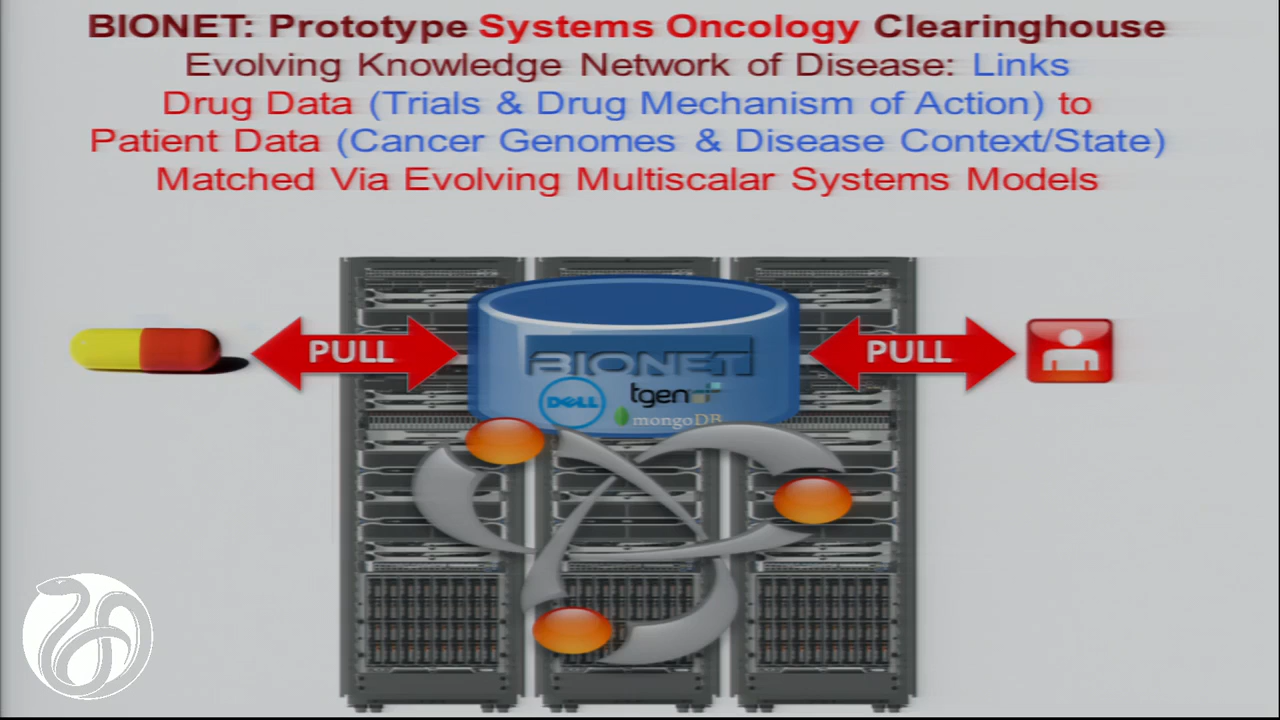 BIONET: Prototype Systems Oncology Clearinghouse
Evolving Knowledge Network of Disease: Links
Drug Data (Trials & Drug Mechanism of Action) to
Patient Data (Cancer Genomes & Disease Context/State)
Matched Via Evolving Multiscalar Systems Models
PULL
PULL
BIONET
DELL
tgen
mongoDB